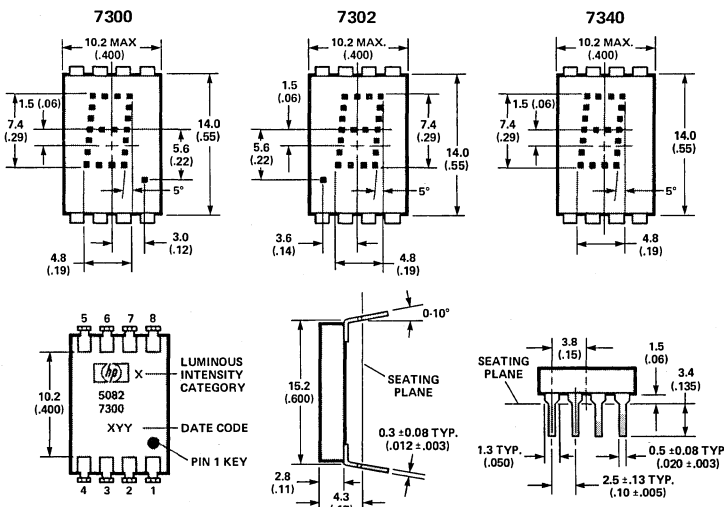 7300
10.2 MAX
(.400)
1.5 (.06)
7.4
(.29)
14.0
(.55)
5.6
(.22)
5°
3.0
(.12)
4.8
(.19)
7302
10.2 MAX.
(.400)
1.5
(.06)
7.4
(.29)
5.6
(.22)
14.0
(.55)
5°
3.6
(.14)
4.8
(.19)
7340
10.2 MAX.
(.400)
1.5 (.06)
7.4
(.29)
14.0
(.55)
5°
4.8
(.19)
5 6 7 8
hp X
LUMINOUS
INTENSITY
CATEGORY
10.2
(.400)
5082
7300
XYY
DATE CODE
PIN 1 KEY
4 3 2 1
0-10°
15.2
(.600)
SEATING
PLANE
0.3 ±0.08 TYP.
(.012 ±.003)
2.8
(.11)
4.3
3.8
(.15)
SEATING
PLANE
1.5
(.06)
3.4
(.135)
1.3 TYP.
(.050)
0.5 ±0.08 TYP
(.020 ±.003)
2.5 ±.13 TYP.
(.10 ±.005)